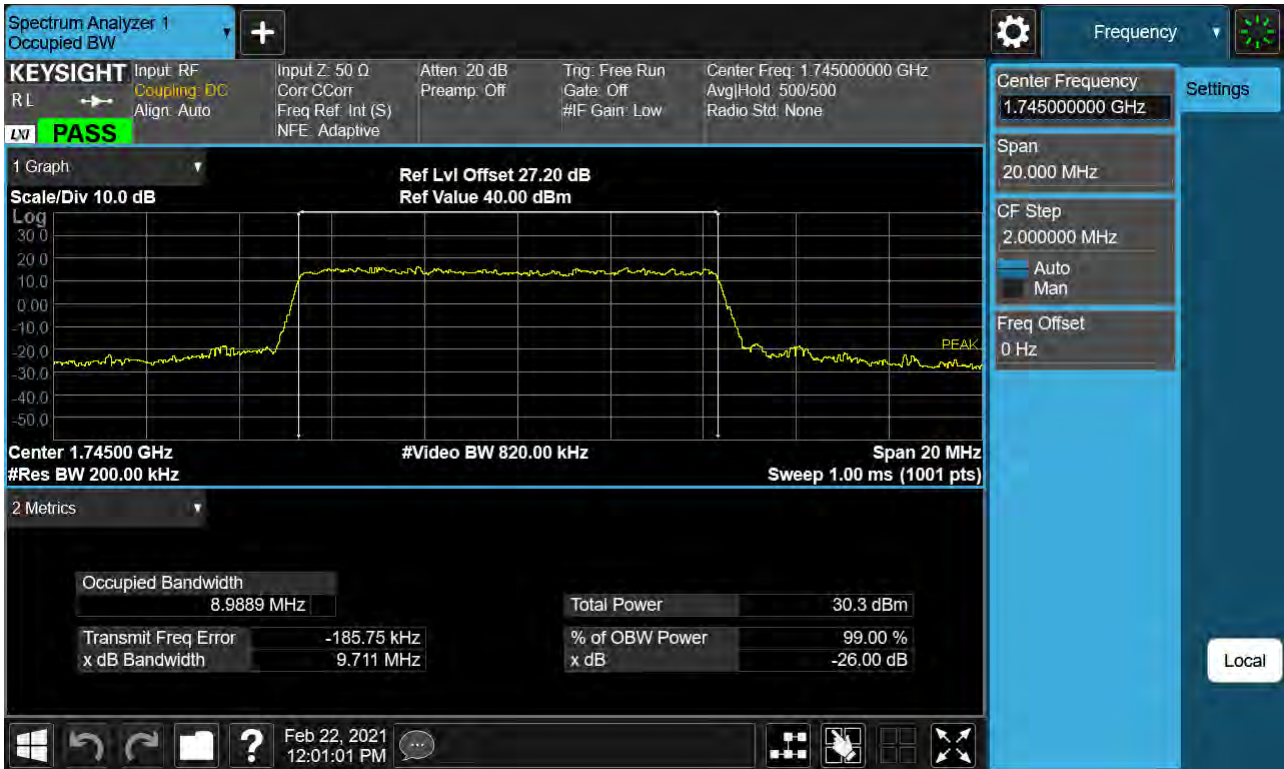 Spectrum Analyzer 1
Occupied BW
+
Frequency
KEYSIGHT
R L
LXI
PASS
Input: RF
Coupling: DC
Align: Auto
Input Z: 50 Ω
Corr CCorr
Freq Ref: Int (S)
NFE: Adaptive
Atten: 20 dB
Preamp: Off
Trig: Free Run
Gate: Off
#IF Gain: Low
Center Freq: 1.745000000 GHz
Avg|Hold: 500/500
Radio Std: None
Center Frequency
1.745000000 GHz
Settings
Span
20.000 MHz
CF Step
2.000000 MHz
Auto
Man
Freq Offset
0 Hz
1 Graph
Scale/Div 10.0 dB
Ref Lvl Offset 27.20 dB
Ref Value 40.00 dBm
Log
30.0
20.0
10.0
0.00
-10.0
-20.0
-30.0
-40.0
-50.0
PEAK
Center 1.74500 GHz
#Video BW 820.00 kHz
Span 20 MHz
#Res BW 200.00 kHz
Sweep 1.00 ms (1001 pts)
2 Metrics
Occupied Bandwidth
8.9889 MHz
Total Power 30.3 dBm
Transmit Freq Error -185.75 kHz
% of OBW Power 99.00 %
x dB Bandwidth 9.711 MHz
x dB -26.00 dB
Local
?
Feb 22, 2021
12:01:01 PM